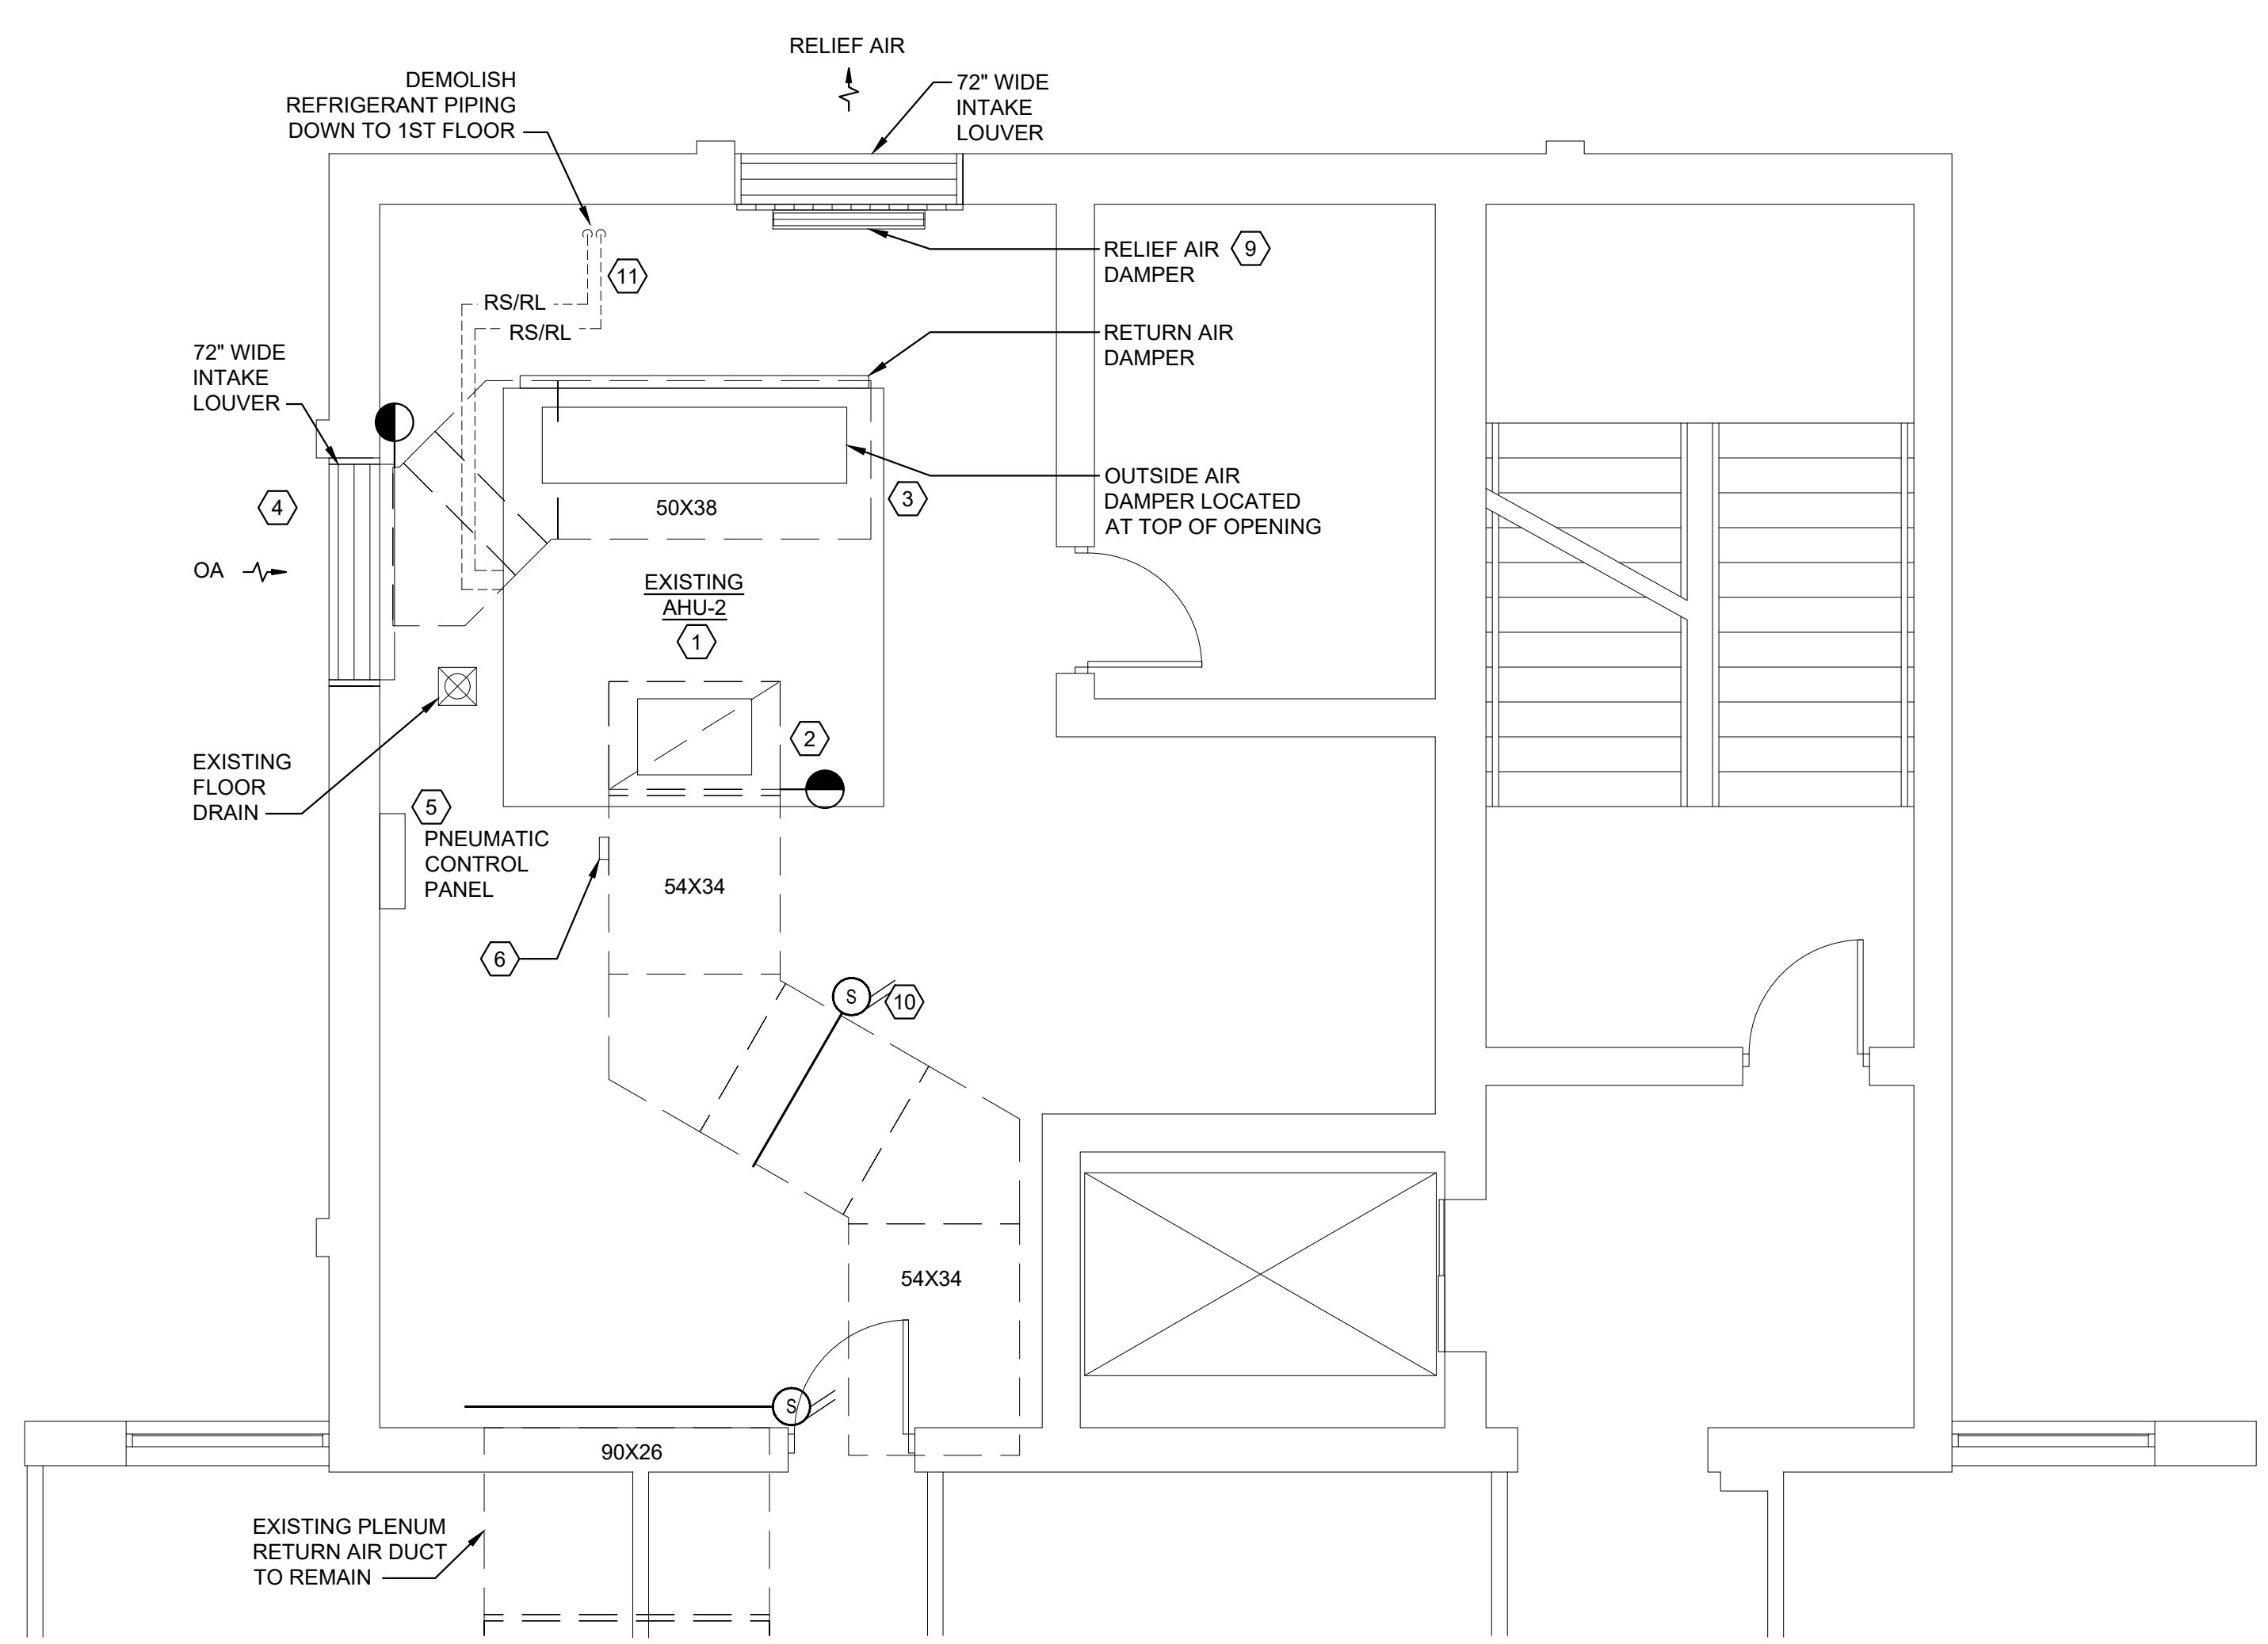 RELIEF AIR
DEMOLISH
REFRIGERANT PIPING
DOWN TO 1ST FLOOR
72" WIDE
INTAKE
LOUVER
RELIEF AIR
DAMPER
9
11
RS/RL
RS/RL
RETURN AIR
DAMPER
72" WIDE
INTAKE
LOUVER
OUTSIDE AIR
DAMPER LOCATED
AT TOP OF OPENING
4
50X38
3
OA
EXISTING
AHU-2
1
2
EXISTING
FLOOR
DRAIN
5
PNEUMATIC
CONTROL
PANEL
54X34
6
S
10
54X34
S
90X26
EXISTING PLENUM
RETURN AIR DUCT
TO REMAIN